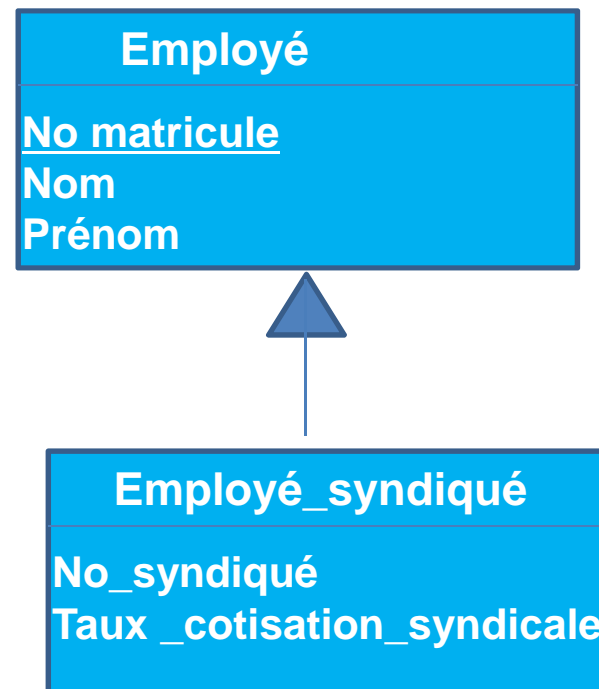 Employé
No matricule
Nom
Prénom
Employé_syndiqué
No_syndiqué
Taux _cotisation_syndicale